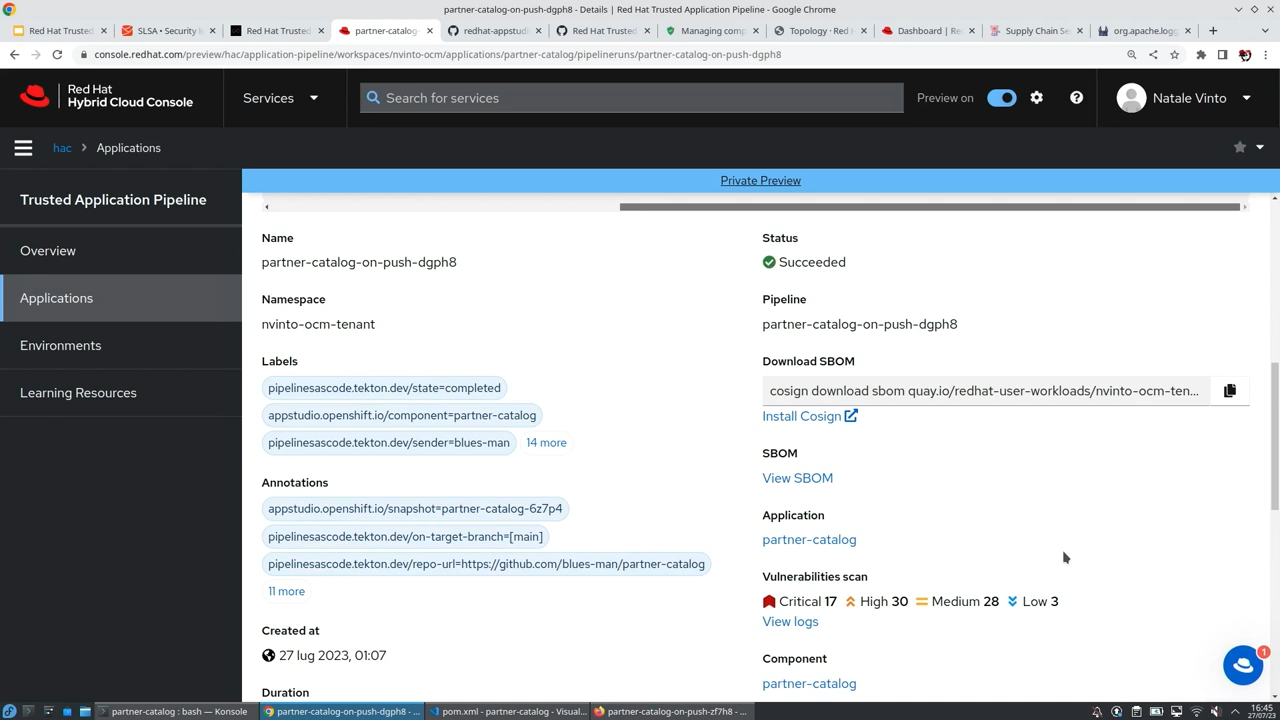 partner-catalog-on-push-dgph8 - Details | Red Hat Trusted Application Pipeline - Google Chrome
Red Hat Trusted
SLSA • Security
Red Hat Trusted
partner-catalog
redhat-appstudi
Red Hat Trusted
Managing comp
Topology - Red
Dashboard | Re
Supply Chain Se
org.apache.logg
console.redhat.com/preview/hac/application-pipeline/workspaces/nvinto-ocm/applications/partner-catalog/pipelineruns/partner-catalog-on-push-dgph8
Red Hat
Hybrid Cloud Console
Services
Search for services
Preview on
Natale Vinto
hac
Applications
Private Preview
Trusted Application Pipeline
Overview
Applications
Environments
Learning Resources
Name
partner-catalog-on-push-dgph8
Namespace
nvinto-ocm-tenant
Labels
pipelinesascode.tekton.dev/state=completed
appstudio.openshift.io/component=partner-catalog
pipelinesascode.tekton.dev/sender=blues-man 14 more
Annotations
appstudio.openshift.io/snapshot=partner-catalog-6z7p4
pipelinesascode.tekton.dev/on-target-branch=[main]
pipelinesascode.tekton.dev/repo-url=https://github.com/blues-man/partner-catalog
11 more
Created at
27 lug 2023, 01:07
Duration
Status
Succeeded
Pipeline
partner-catalog-on-push-dgph8
Download SBOM
cosign download sbom quay.io/redhat-user-workloads/nvinto-ocm-ten...
Install Cosign
SBOM
View SBOM
Application
partner-catalog
Vulnerabilities scan
Critical 17 High 30 Medium 28 Low 3
View logs
Component
partner-catalog
1
partner-catalog : bash — Konsole
partner-catalog-on-push-dgph8 - ...
pom.xml - partner-catalog - Visual...
partner-catalog-on-push-zf7h8 - ...
16:45
27/07/23